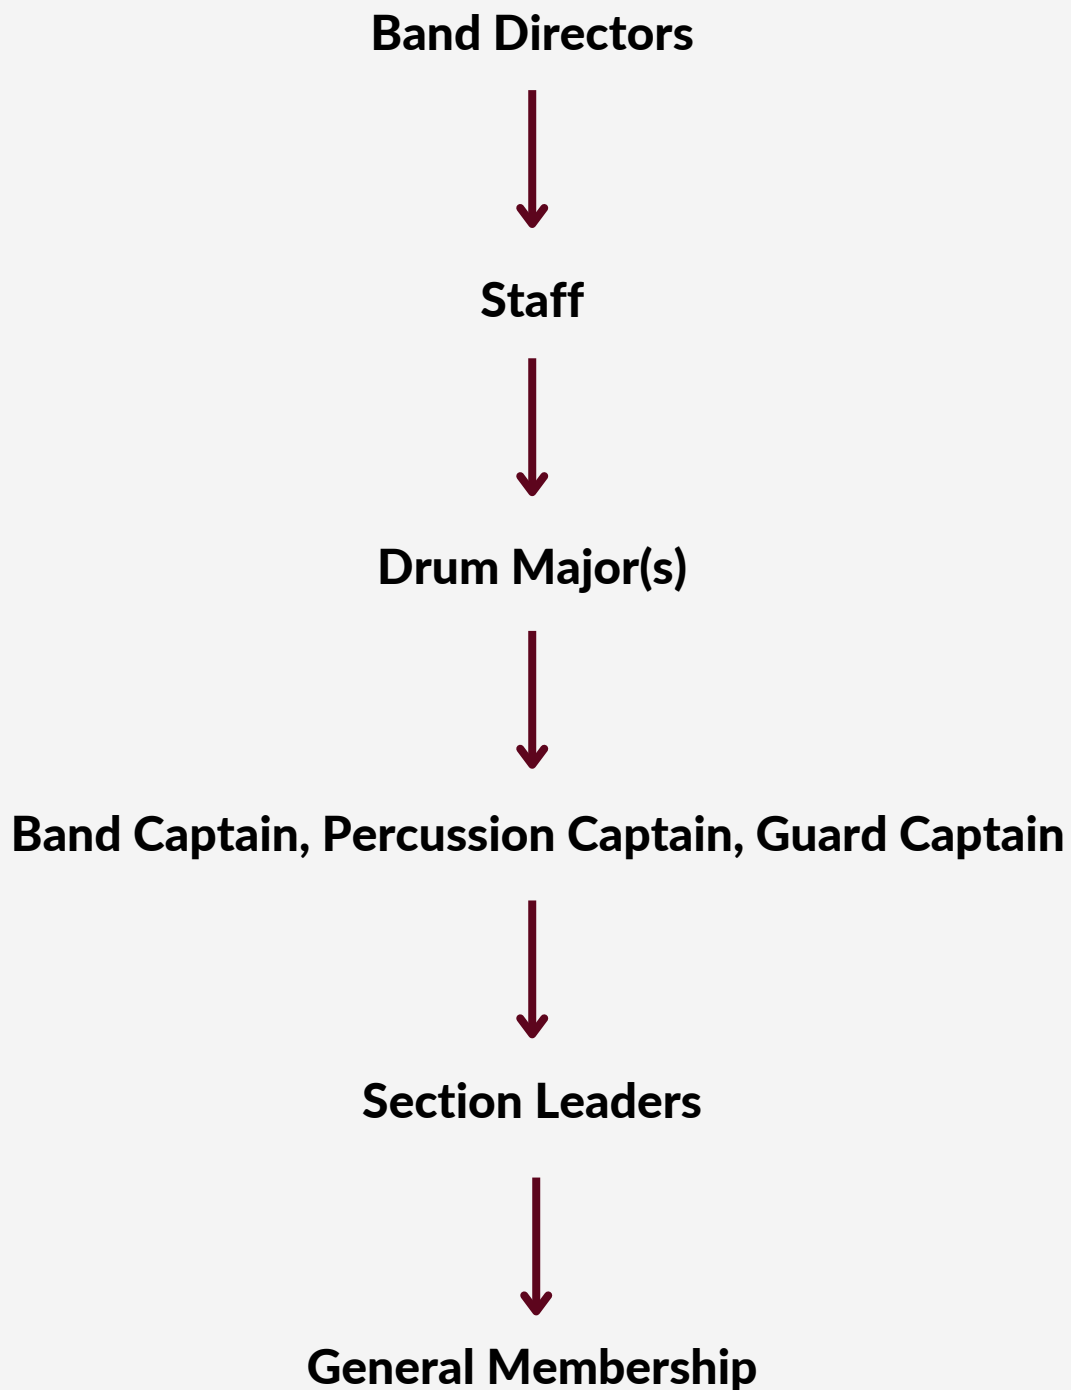 Band Directors
Staff
Drum Major(s)
Band Captain, Percussion Captain, Guard Captain
Section Leaders
General Membership